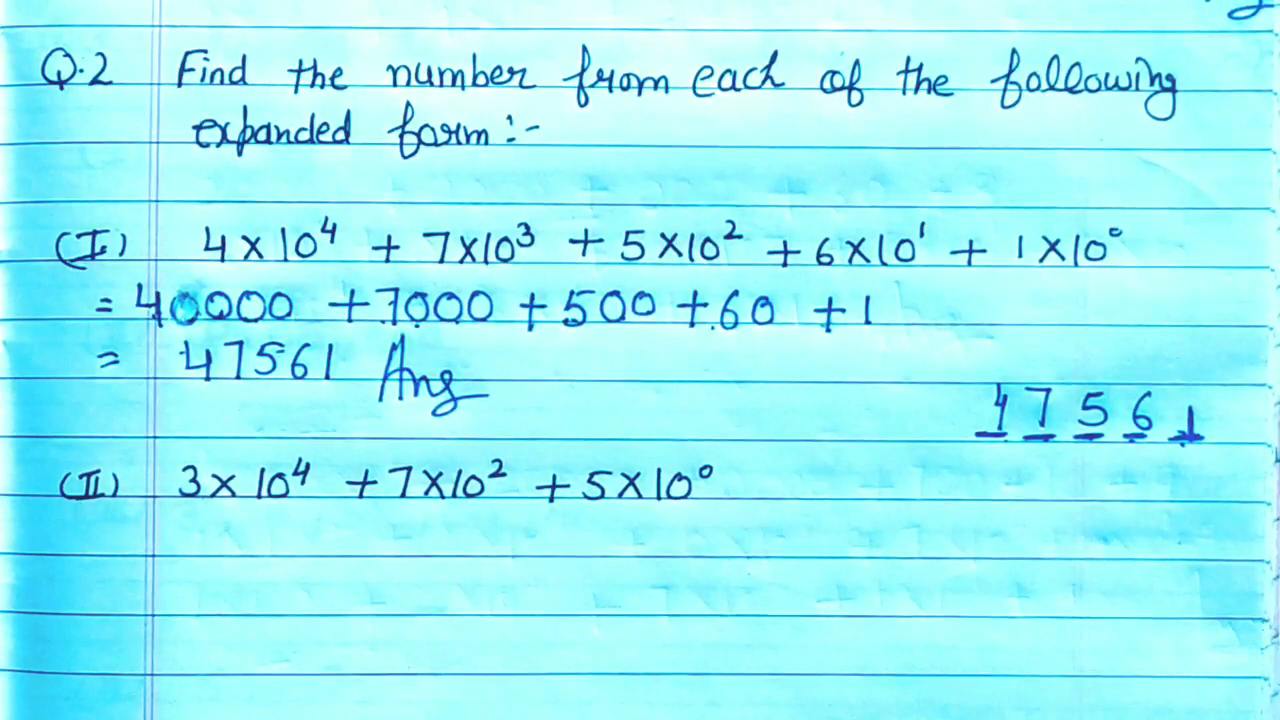 Q.2 Find the number from each of the following
expanded form :-
(I) 4 × 10⁴ + 7×10³ + 5 ×10² + 6 ×10¹ + 1 ×10⁰
= 40000 + 7000 + 500 + 60 + 1
= 47561 Ans
4 7 5 6 1
(II) 3 × 10⁴ + 7×10² + 5×10⁰